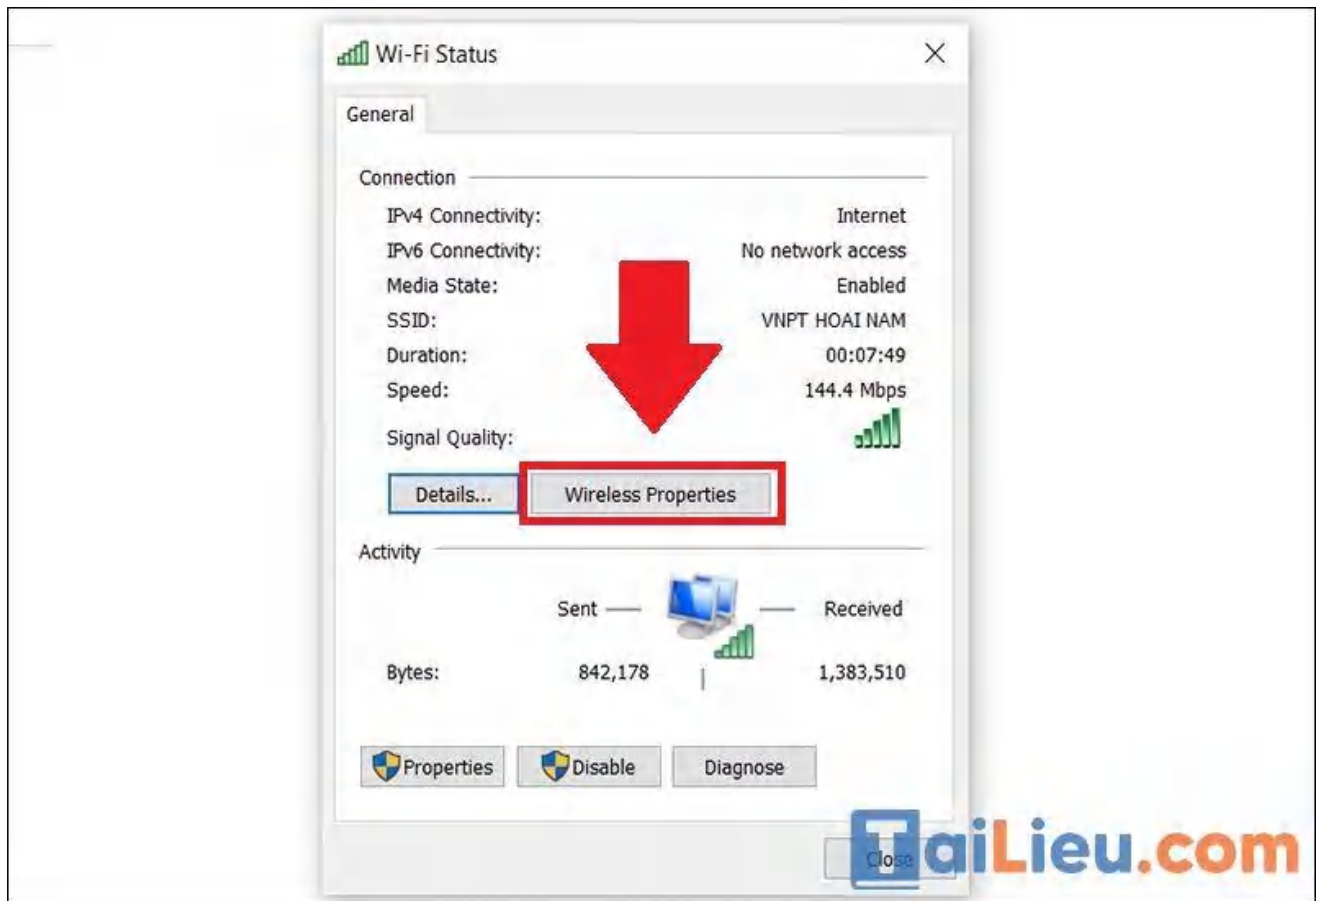 Wi-Fi Status
General
Connection
IPv4 Connectivity: Internet
IPv6 Connectivity: No network access
Media State: Enabled
SSID: VNPT HOAI NAM
Duration: 00:07:49
Speed: 144.4 Mbps
Signal Quality:
Details... Wireless Properties
Activity
Sent Received
Bytes: 842,178 1,383,510
Properties Disable Diagnose
Close
TaiLieu.com